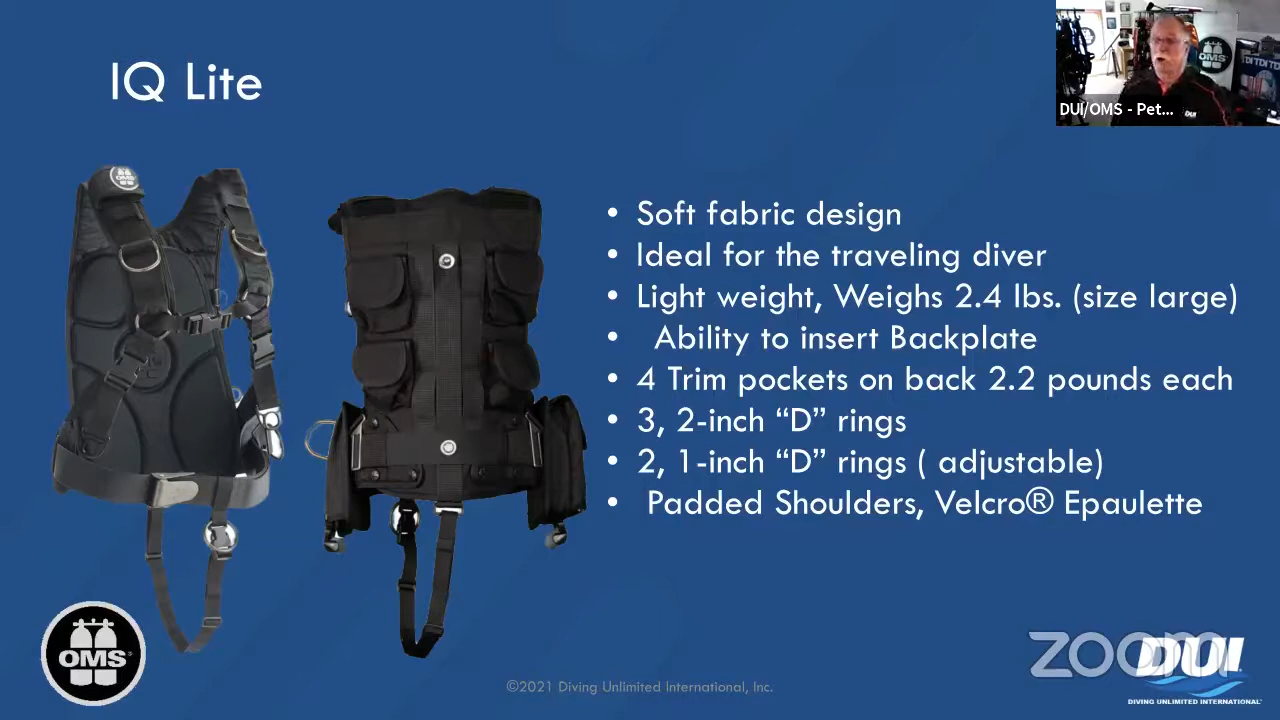 IQ Lite
DUI/OMS - Pet...
OMS
DUI
OMS
• Soft fabric design
• Ideal for the traveling diver
• Light weight, Weighs 2.4 lbs. (size large)
• Ability to insert Backplate
• 4 Trim pockets on back 2.2 pounds each
• 3, 2-inch “D” rings
• 2, 1-inch “D” rings ( adjustable)
• Padded Shoulders, Velcro® Epaulette
OMS
©2021 Diving Unlimited International, Inc.
zoom
DUI
DIVING UNLIMITED INTERNATIONAL